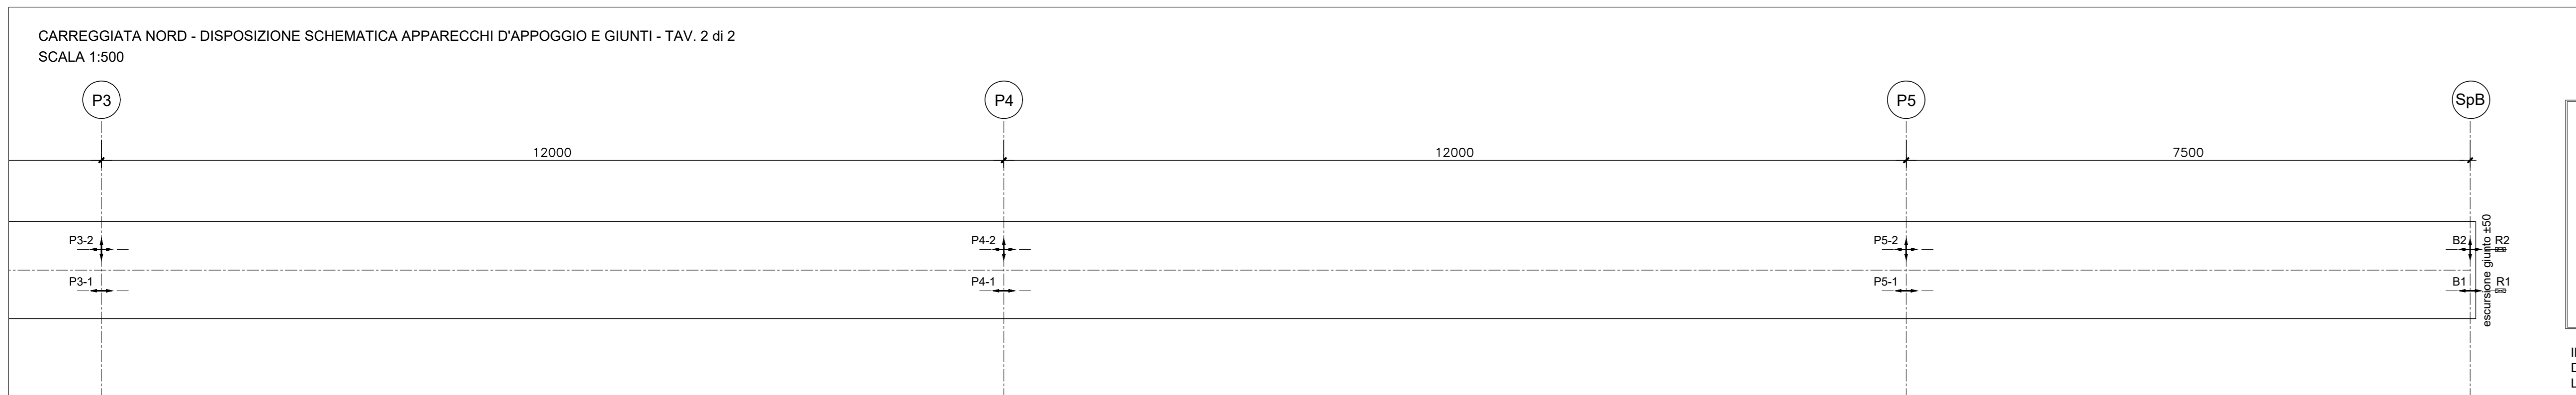 CARREGGIATA NORD - DISPOSIZIONE SCHEMATICA APPARECCHI D'APPOGGIO E GIUNTI - TAV. 2 di 2
SCALA 1:500
P3 P4 P5 SpB
12000 12000 7500
P3-2 P4-2 P5-2 B2 R2
P3-1 P4-1 P5-1 B1 R1
escursione giunto ±50